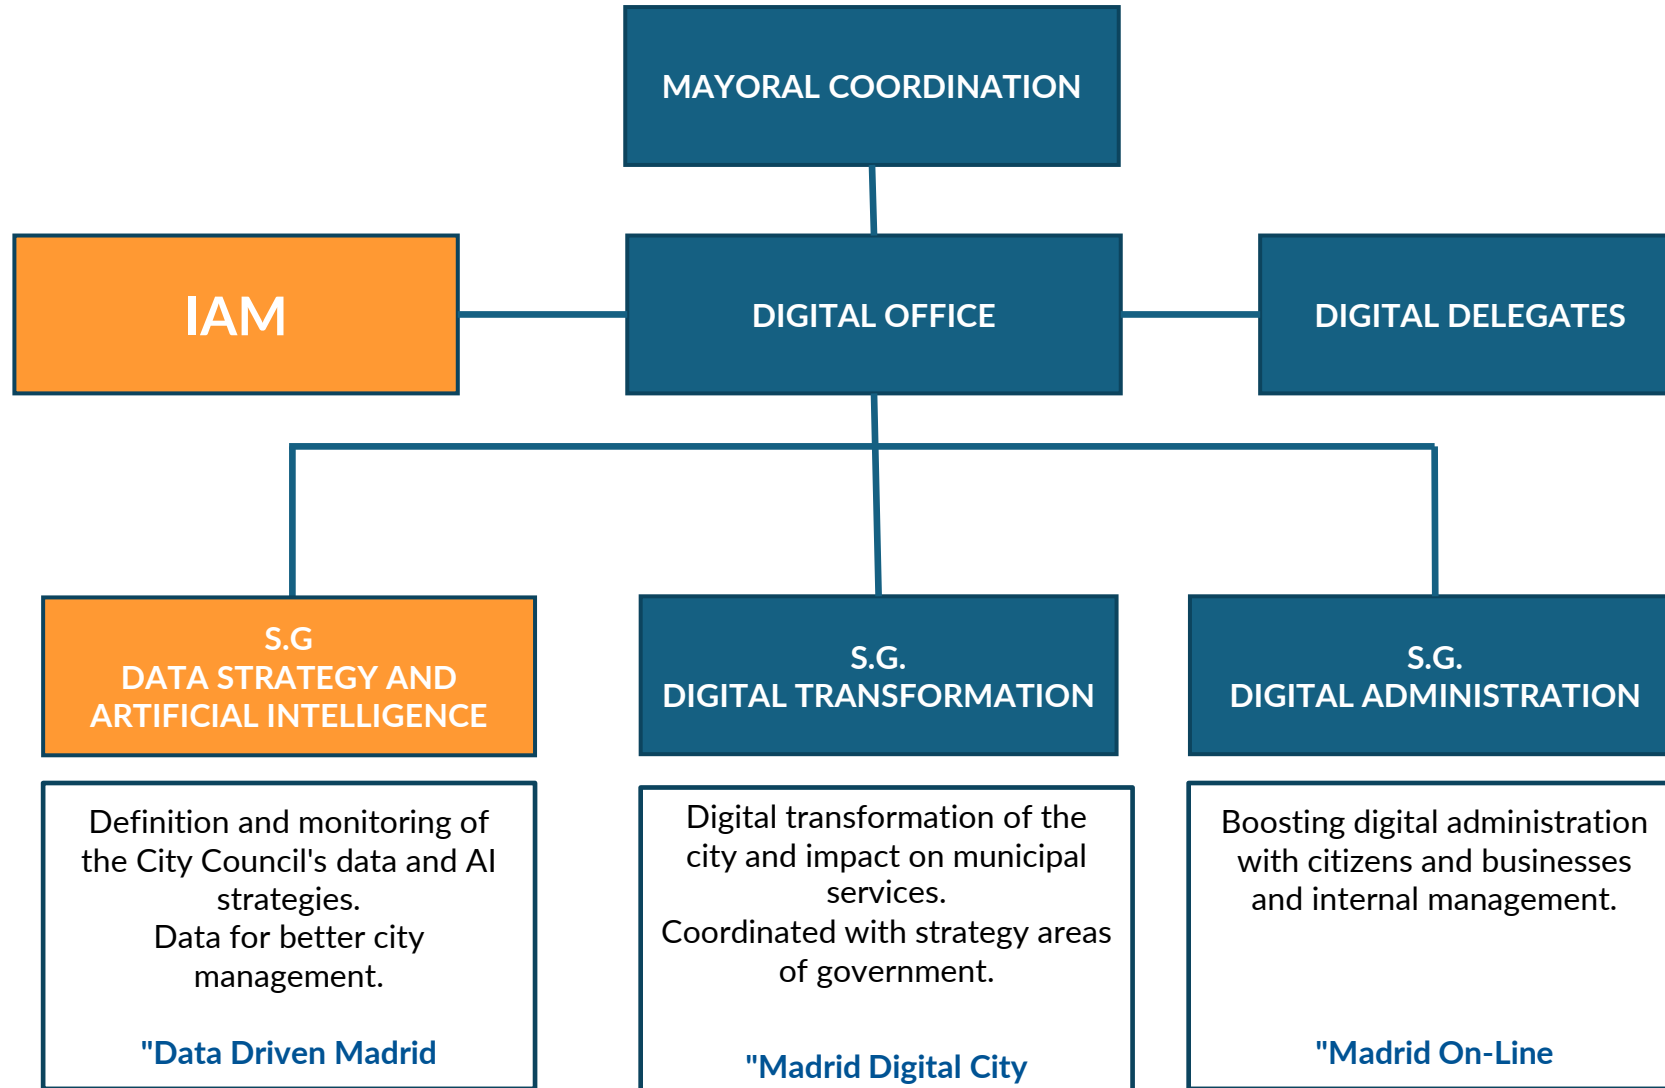 MAYORAL COORDINATION
IAM
DIGITAL OFFICE
DIGITAL DELEGATES
S.G
DATA STRATEGY AND
ARTIFICIAL INTELLIGENCE
S.G.
DIGITAL TRANSFORMATION
S.G.
DIGITAL ADMINISTRATION
Definition and monitoring of
the City Council's data and AI
strategies.
Data for better city
management.
"Data Driven Madrid
Digital transformation of the
city and impact on municipal
services.
Coordinated with strategy areas
of government.
"Madrid Digital City
Boosting digital administration
with citizens and businesses
and internal management.
"Madrid On-Line